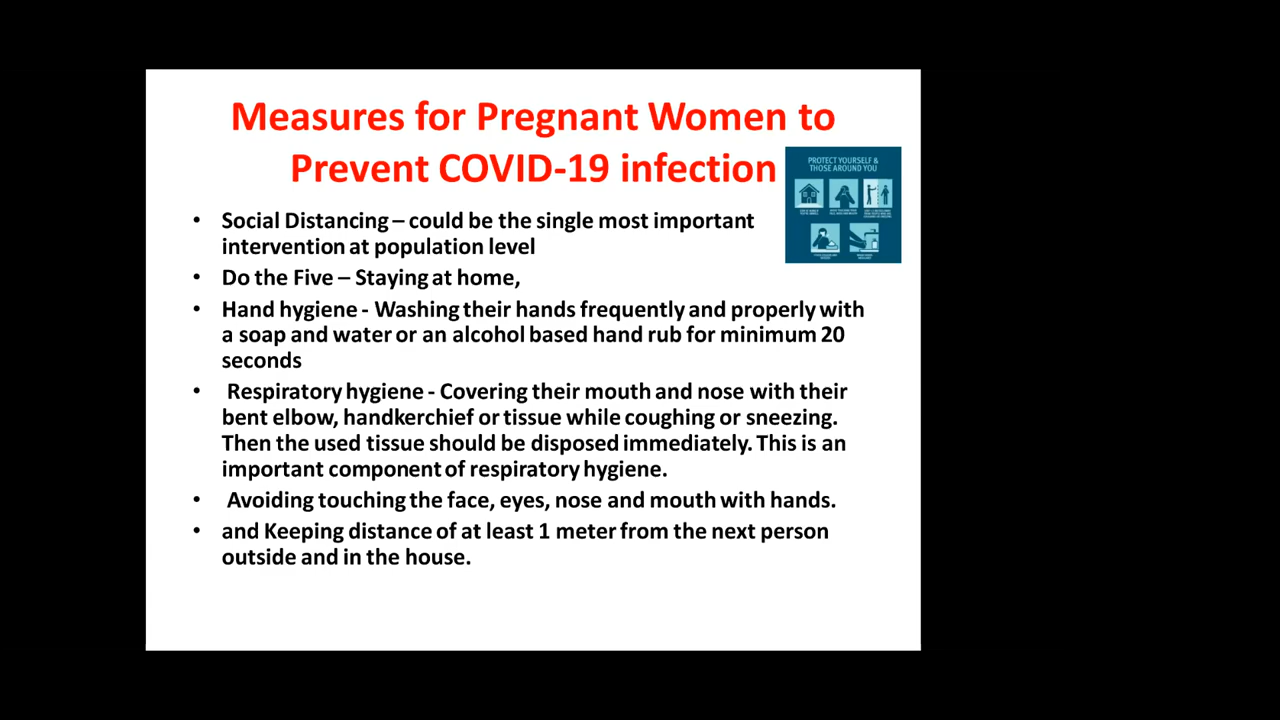 Measures for Pregnant Women to
Prevent COVID-19 infection
PROTECT YOURSELF &
THOSE AROUND YOU
• Social Distancing – could be the single most important
intervention at population level
• Do the Five – Staying at home,
• Hand hygiene - Washing their hands frequently and properly with
a soap and water or an alcohol based hand rub for minimum 20
seconds
• Respiratory hygiene - Covering their mouth and nose with their
bent elbow, handkerchief or tissue while coughing or sneezing.
Then the used tissue should be disposed immediately. This is an
important component of respiratory hygiene.
• Avoiding touching the face, eyes, nose and mouth with hands.
• and Keeping distance of at least 1 meter from the next person
outside and in the house.